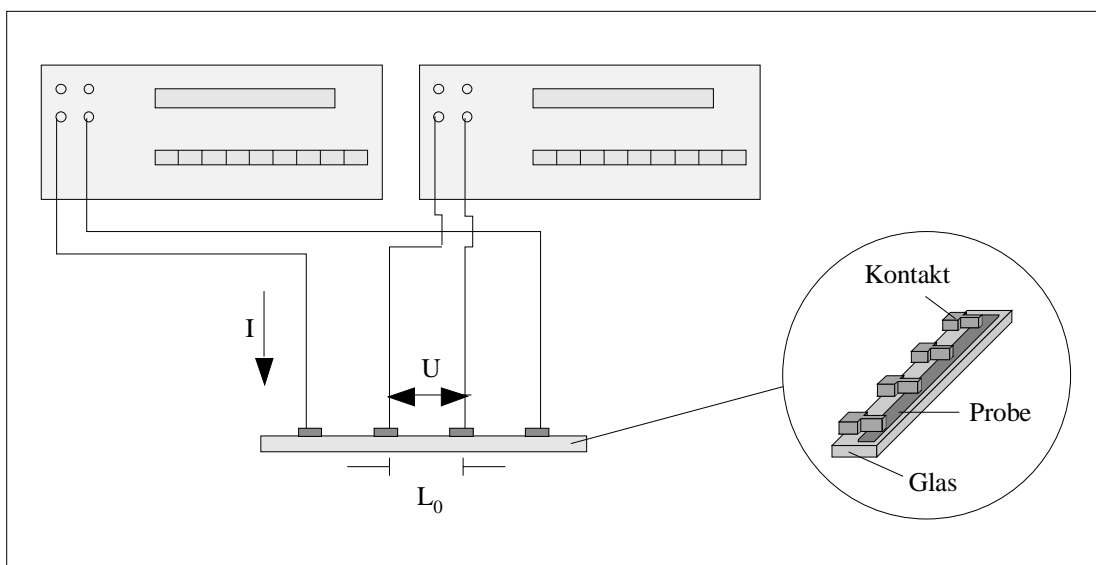 I
U
L₀
Kontakt
Probe
Glas